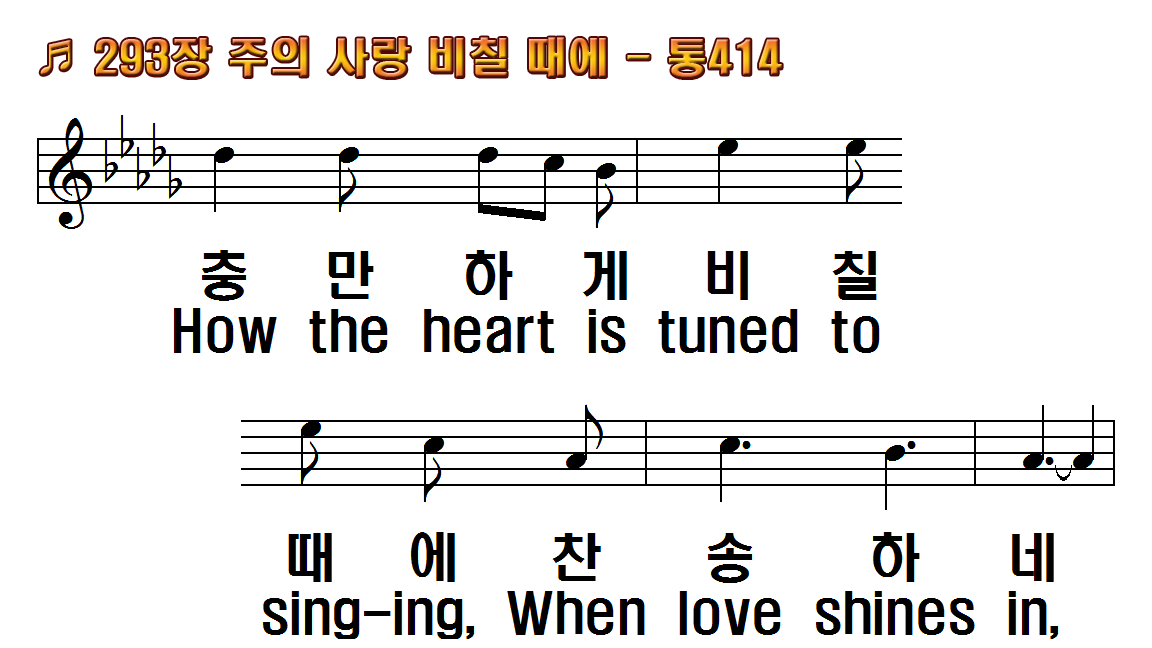 ♬ 293장 주의 사랑 비칠 때에 - 통414
충 만 하 게 비 칠
How the heart is tuned to
때 에 찬 송 하 네
sing-ing, When love shines in,